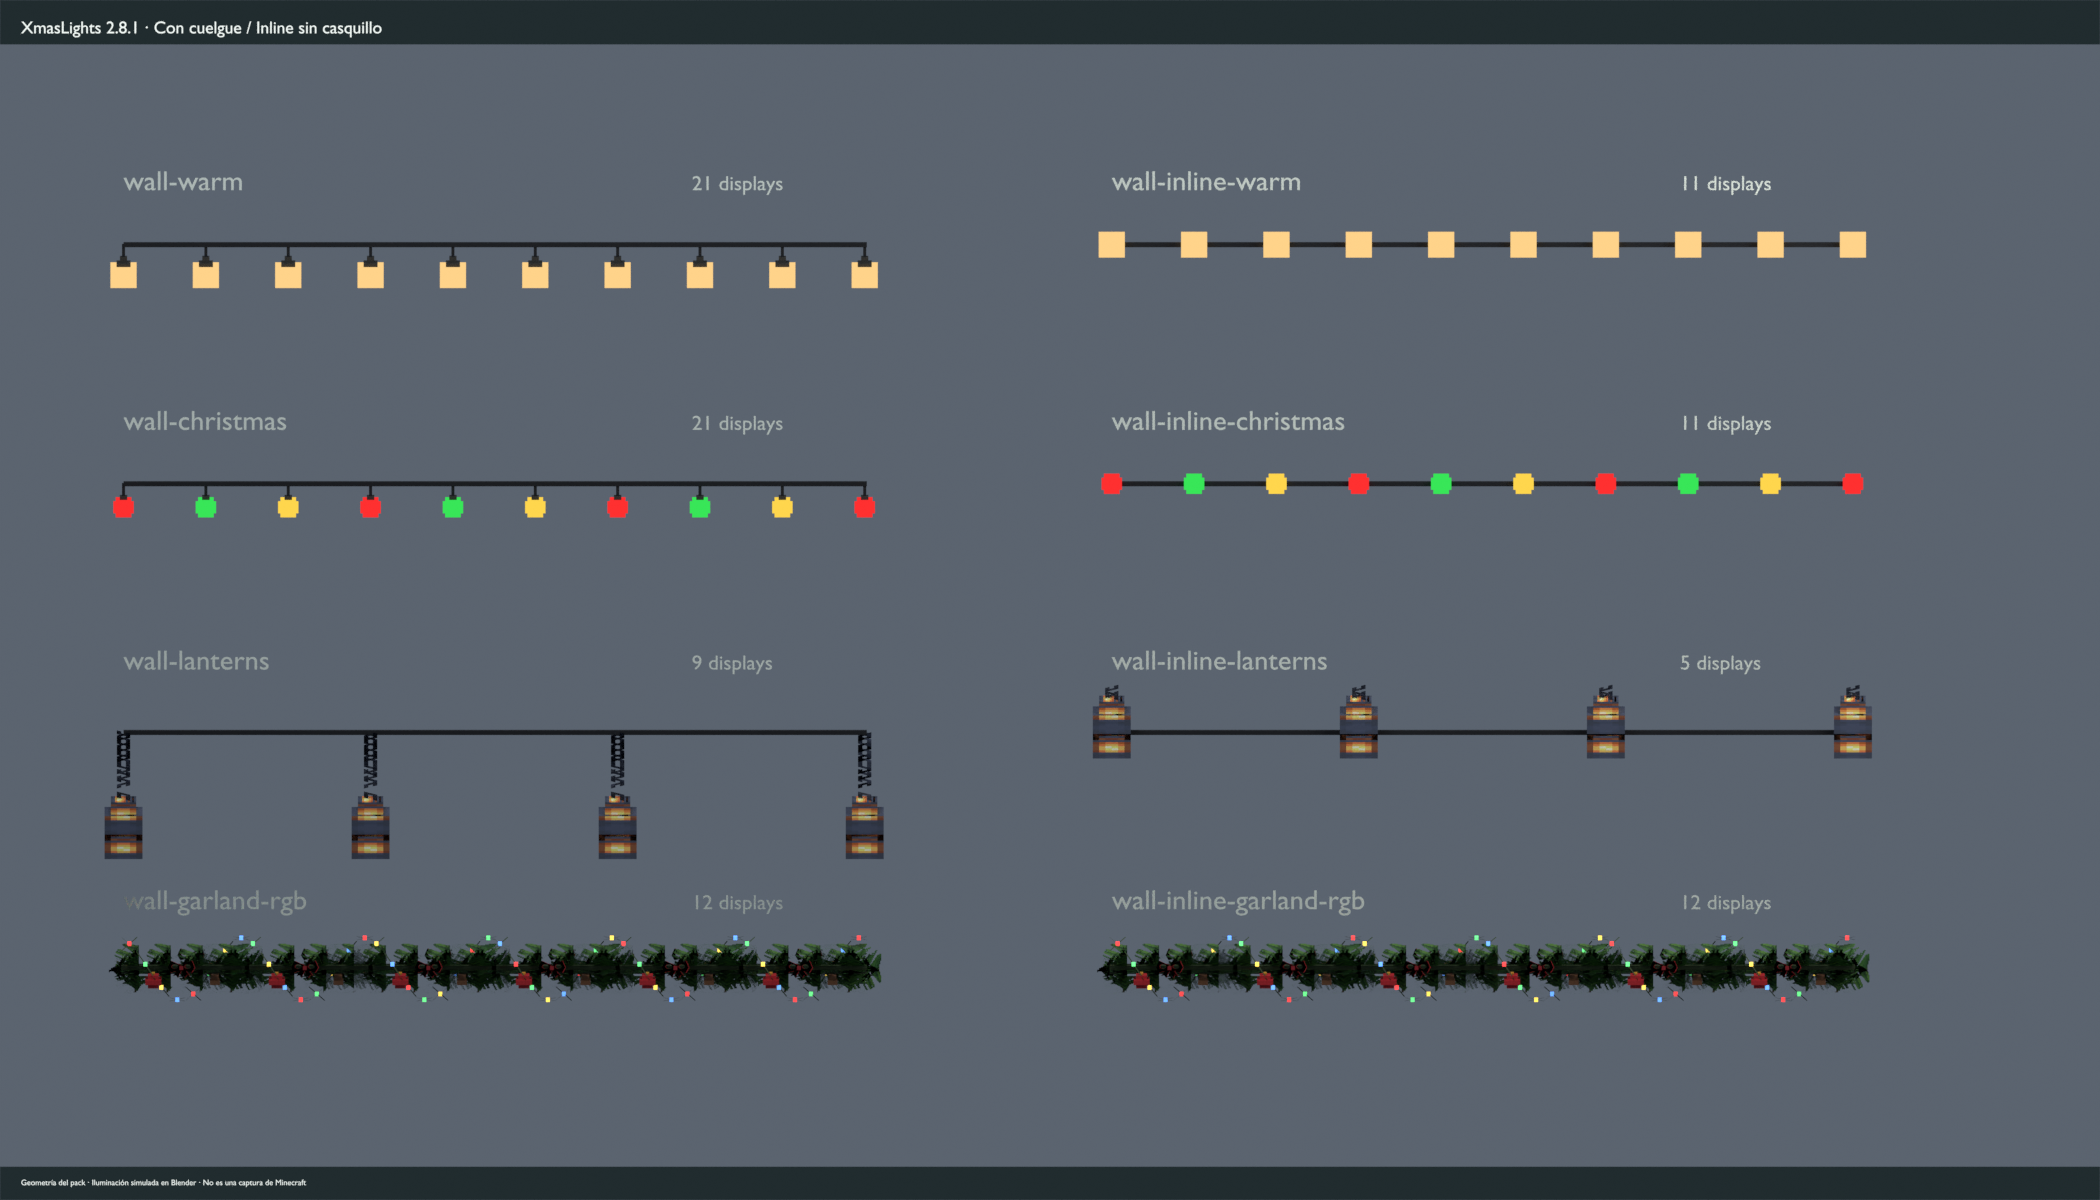 XmasLights 2.8.1 · Con cuelgue / Inline sin casquillo
wall-warm 21 displays
wall-inline-warm 11 displays
wall-christmas 21 displays
wall-inline-christmas 11 displays
wall-lanterns 9 displays
wall-inline-lanterns 5 displays
wall-garland-rgb 12 displays
wall-inline-garland-rgb 12 displays
Geometría del pack · Iluminación simulada en Blender · No es una captura de Minecraft